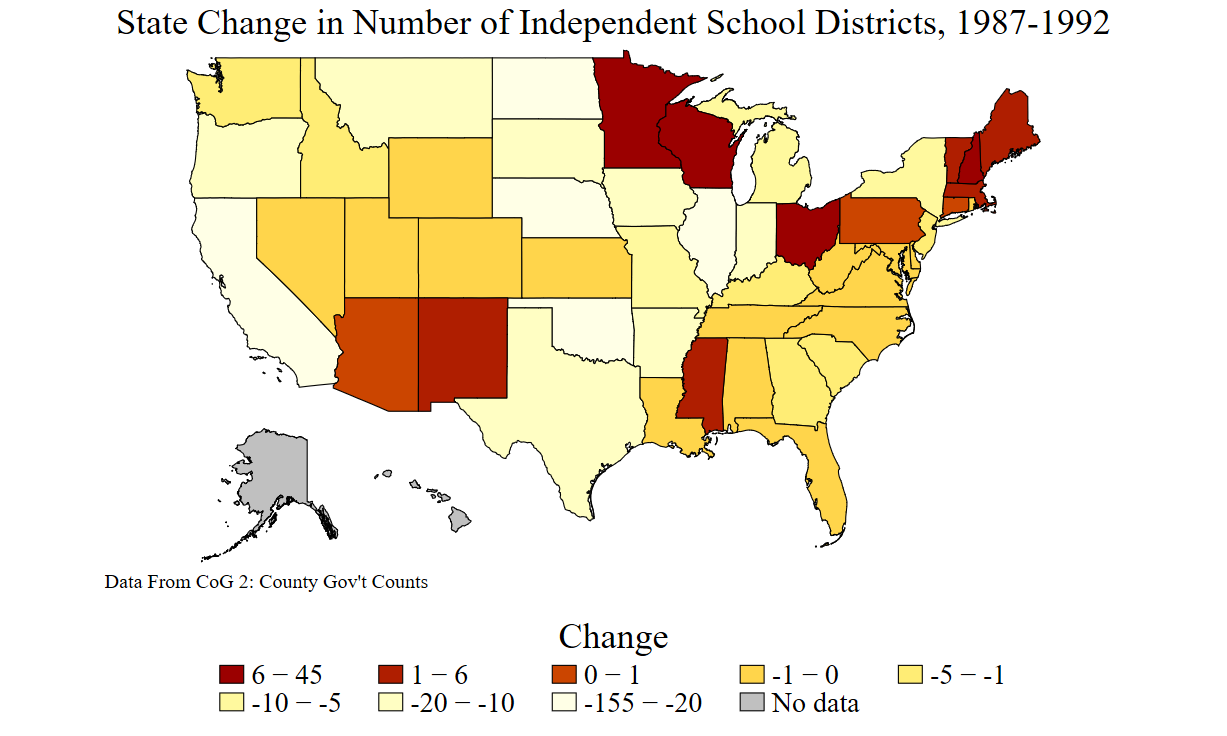 State Change in Number of Independent School Districts, 1987-1992
Data From CoG 2: County Gov't Counts
Change
6 − 45 1 − 6 0 − 1 -1 − 0 -5 − -1
-10 − -5 -20 − -10 -155 − -20 No data